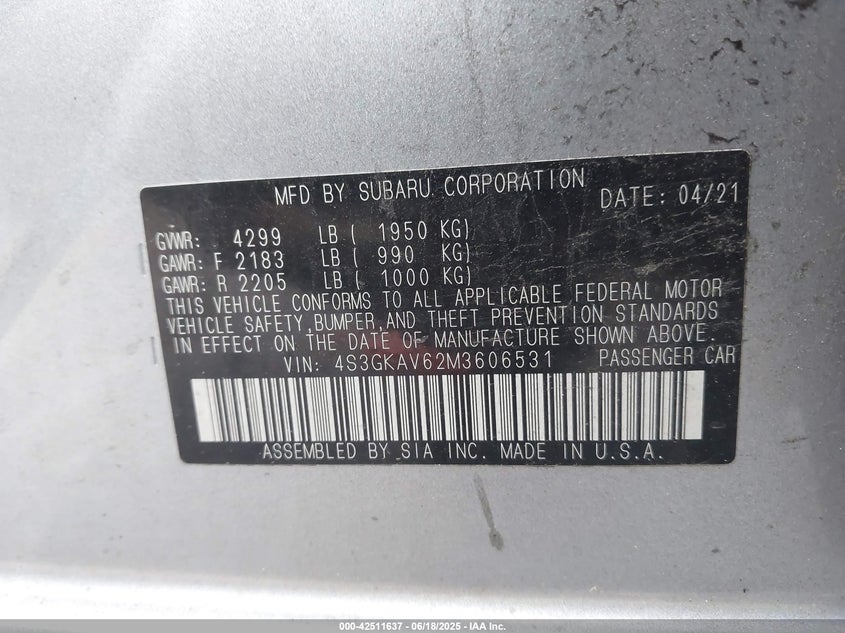 MFD BY SUBARU CORPORATION DATE: 04/21
GVWR: 4299 LB ( 1950 KG)
GAWR: F 2183 LB ( 990 KG)
GAWR: R 2205 LB ( 1000 KG)
THIS VEHICLE CONFORMS TO ALL APPLICABLE FEDERAL MOTOR
VEHICLE SAFETY,BUMPER,AND THEFT PREVENTION STANDARDS
IN EFFECT ON THE DATE OF MANUFACTURE SHOWN ABOVE.
VIN: 4S3GKAV62M3606531 PASSENGER CAR
ASSEMBLED BY SIA INC. MADE IN U.S.A.
000-42511637 - 06/18/2025 - IAA Inc.